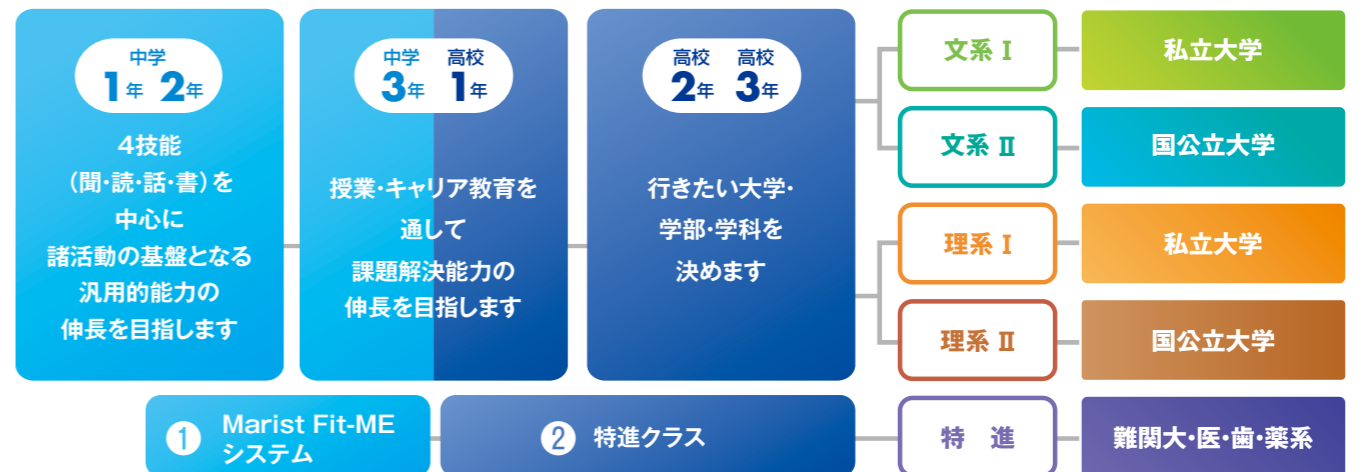 中学
1年 2年
4技能
（聞・読・話・書）を
中心に
諸活動の基盤となる
汎用的能力の
伸長を目指します
中学 高校
3年 1年
授業・キャリア教育を
通して
課題解決能力の
伸長を目指します
高校 高校
2年 3年
行きたい大学・
学部・学科を
決めます
文系 Ⅰ
私立大学
文系 Ⅱ
国公立大学
理系 Ⅰ
私立大学
理系 Ⅱ
国公立大学
1 Marist Fit-ME
システム
2 特進クラス
特 進
難関大・医・歯・薬系